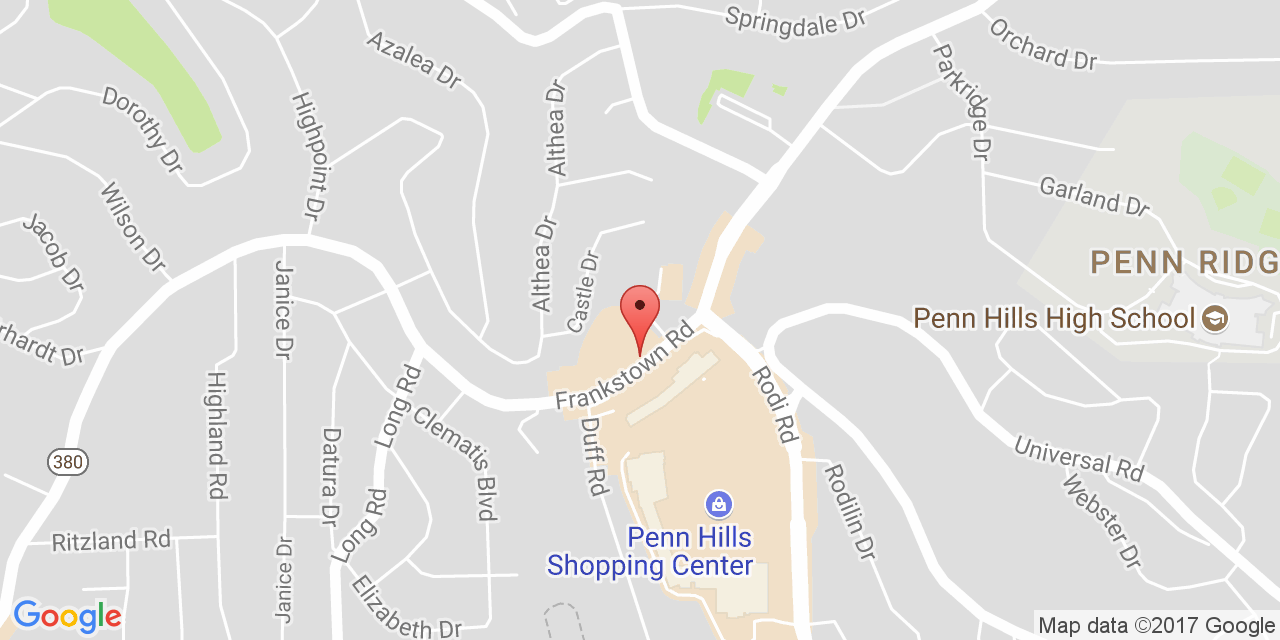 Springdale Dr
Orchard Dr
Azalea Dr
Parkridge Dr
Dorothy Dr
Highpoint Dr
Althea Dr
Garland Dr
Wilson Dr
Jacob Dr
Althea Dr
Castle Dr
PENN RIDG
Janice Dr
Penn Hills High School
rhardt Dr
Frankstown Rd
Highland Rd
Long Rd
Rodi Rd
Clematis Blvd
Duff Rd
Datura Dr
380
Universal Rd
Webster Dr
Rodilin Dr
Long Rd
Ritzland Rd
Penn Hills
Shopping Center
Janice Dr
Elizabeth Dr
Google
Map data ©2017 Google